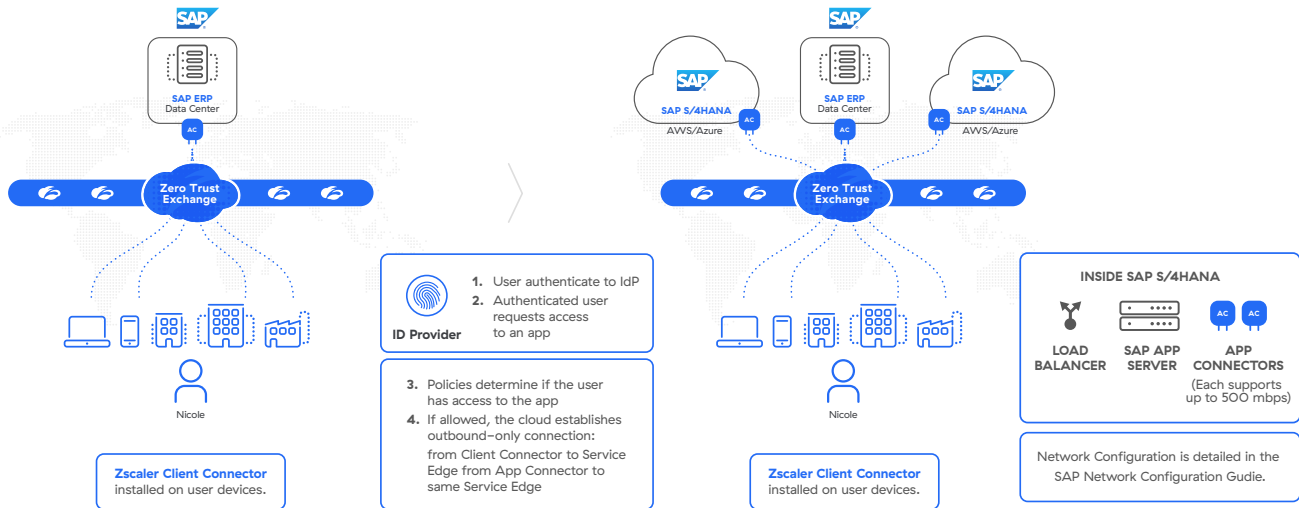 SAP
SAP ERP
Data Center
AC
Zero Trust
Exchange
Nicole
Zscaler Client Connector
installed on user devices.
ID Provider
1. User authenticate to IdP
2. Authenticated user
requests access
to an app
3. Policies determine if the user
has access to the app
4. If allowed, the cloud establishes
outbound-only connection:
from Client Connector to Service
Edge from App Connector to
same Service Edge
SAP
SAP
SAP S/4HANA
AWS/Azure
AC
SAP ERP
Data Center
AC
SAP
SAP S/4HANA
AWS/Azure
AC
Zero Trust
Exchange
Nicole
Zscaler Client Connector
installed on user devices.
INSIDE SAP S/4HANA
AC AC
LOAD
BALANCER
SAP APP
SERVER
APP
CONNECTORS
(Each supports
up to 500 mbps)
Network Configuration is detailed in the
SAP Network Configuration Gudie.